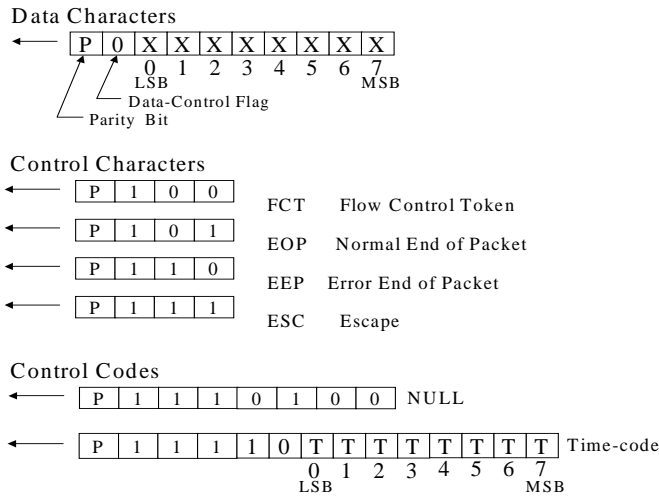 Data Characters
P 0 X X X X X X X X
0 1 2 3 4 5 6 7
LSB MSB
Data-Control Flag
Parity Bit
Control Characters
P 1 0 0
FCT Flow Control Token
P 1 0 1
EOP Normal End of Packet
P 1 1 0
EEP Error End of Packet
P 1 1 1
ESC Escape
Control Codes
P 1 1 1 0 1 0 0 NULL
P 1 1 1 1 0 T T T T T T T T Time-code
0 1 2 3 4 5 6 7
LSB MSB